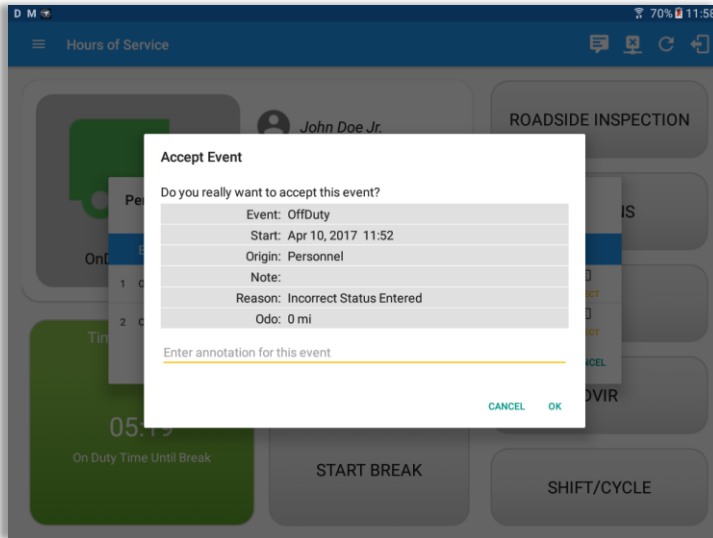 D M 70% 11:58
Hours of Service
John Doe Jr.
ROADSIDE INSPECTION
Accept Event
Do you really want to accept this event?
Event: OffDuty
Start: Apr 10, 2017 11:52
Origin: Personnel
Note:
Reason: Incorrect Status Entered
Odo: 0 mi
Enter annotation for this event
CANCEL OK
1
2
05:19
On Duty Time Until Break
START BREAK
SHIFT/CYCLE